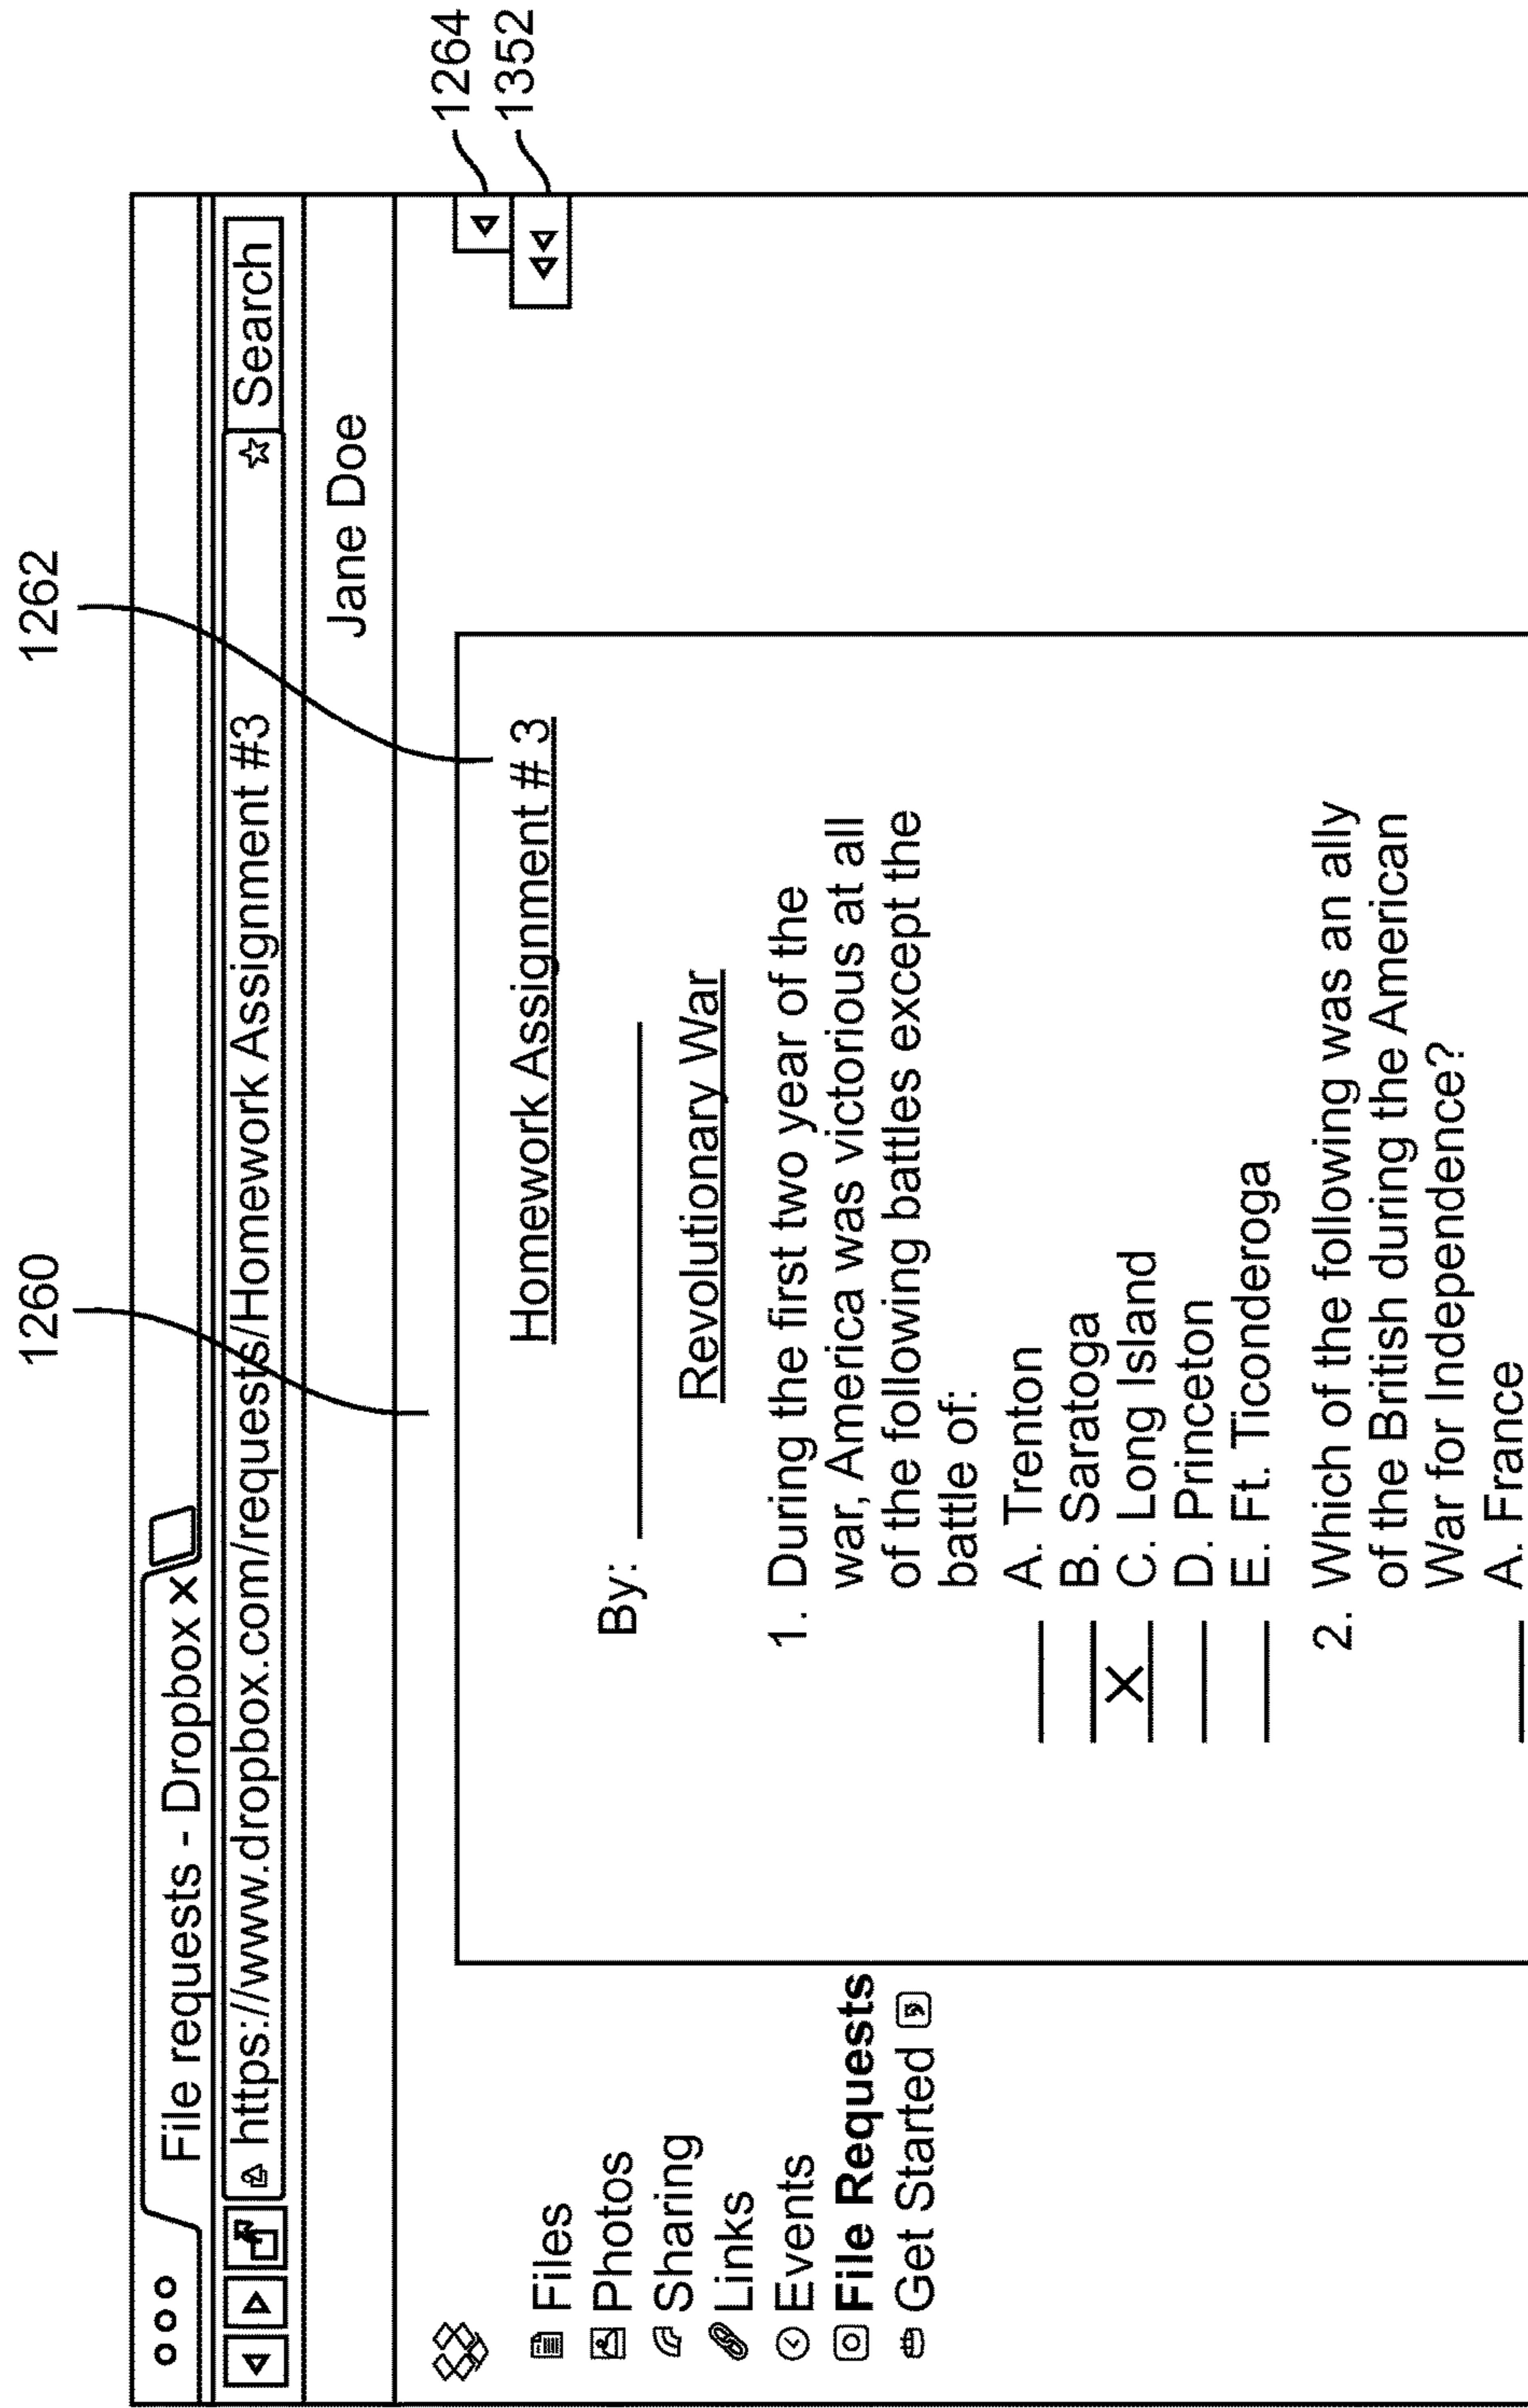 1260
1262
File requests - Dropbox X
https://www.dropbox.com/requests/Homework Assignment #3
Search
Jane Doe
1264
1352
Files
Photos
Sharing
Links
Events
File Requests
Get Started
Homework Assignment # 3
By:
Revolutionary War
1. During the first two year of the
war, America was victorious at all
of the following battles except the
battle of:
A. Trenton
B. Saratoga
X C. Long Island
D. Princeton
E. Ft. Ticonderoga
2. Which of the following was an ally
of the British during the American
War for Independence?
A. France